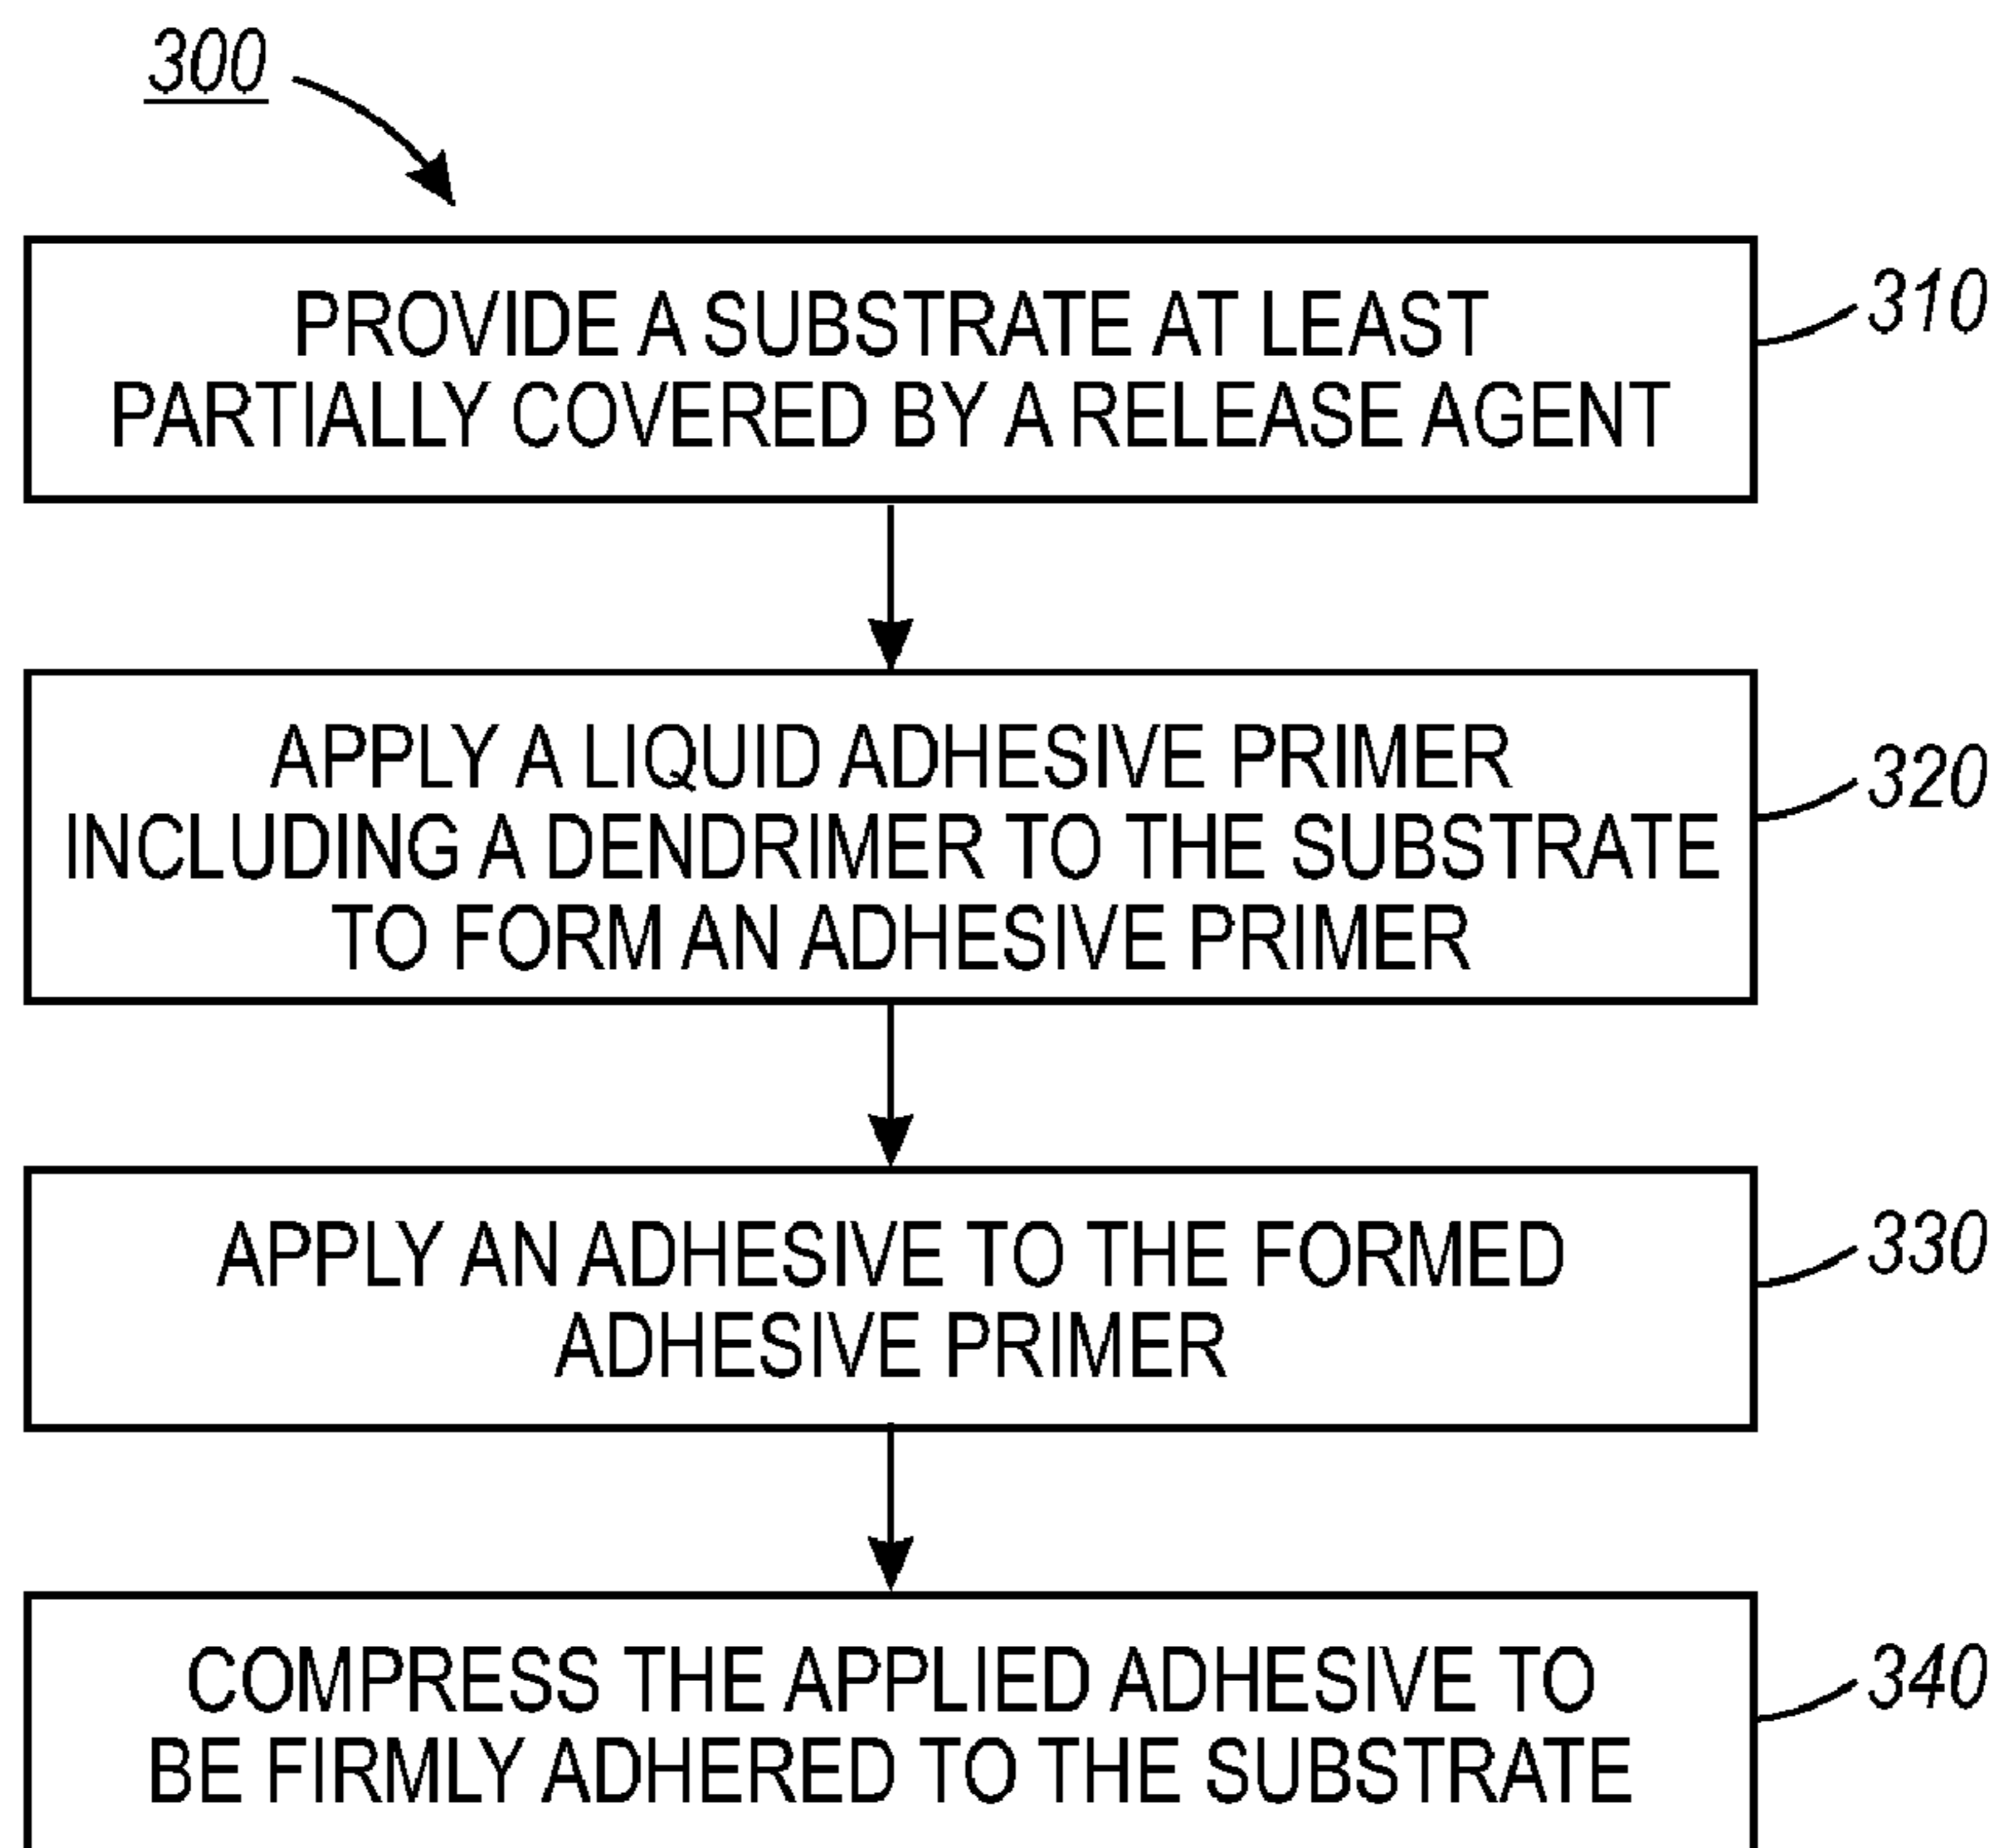 300
PROVIDE A SUBSTRATE AT LEAST
PARTIALLY COVERED BY A RELEASE AGENT
310
APPLY A LIQUID ADHESIVE PRIMER
INCLUDING A DENDRIMER TO THE SUBSTRATE
TO FORM AN ADHESIVE PRIMER
320
APPLY AN ADHESIVE TO THE FORMED
ADHESIVE PRIMER
330
COMPRESS THE APPLIED ADHESIVE TO
BE FIRMLY ADHERED TO THE SUBSTRATE
340